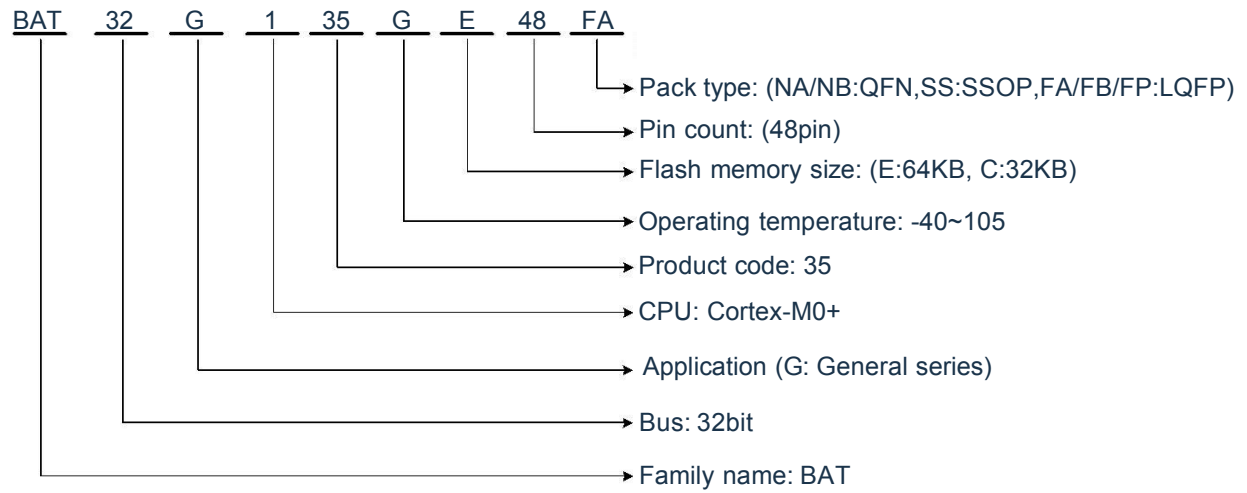 BAT 32 G 1 35 G E 48 FA
Pack type: (NA/NB:QFN,SS:SSOP,FA/FB/FP:LQFP)
Pin count: (48pin)
Flash memory size: (E:64KB, C:32KB)
Operating temperature: -40~105
Product code: 35
CPU: Cortex-M0+
Application (G: General series)
Bus: 32bit
Family name: BAT